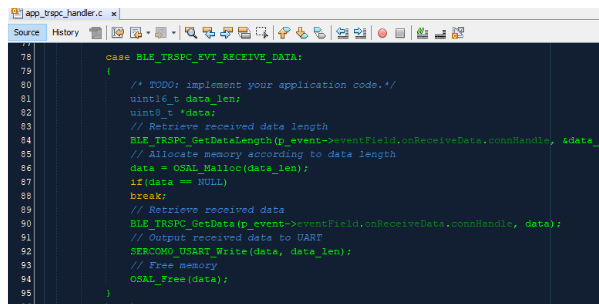 app_trspc_handler.c
Source History
78 case BLE_TRSPC_EVT_RECEIVE_DATA:
79 {
80 /* TODO: implement your application code.*/
81 uint16_t data_len;
82 uint8_t *data;
83 // Retrieve received data length
84 BLE_TRSPC_GetDataLength(p_event->eventField.onReceiveData.connHandle, &data_
85 // Allocate memory according to data length
86 data = OSAL_Malloc(data_len);
87 if(data == NULL)
88 break;
89 // Retrieve received data
90 BLE_TRSPC_GetData(p_event->eventField.onReceiveData.connHandle, data);
91 // Output received data to UART
92 SERCOM0_USART_Write(data, data_len);
93 // Free memory
94 OSAL_Free(data);
95 }